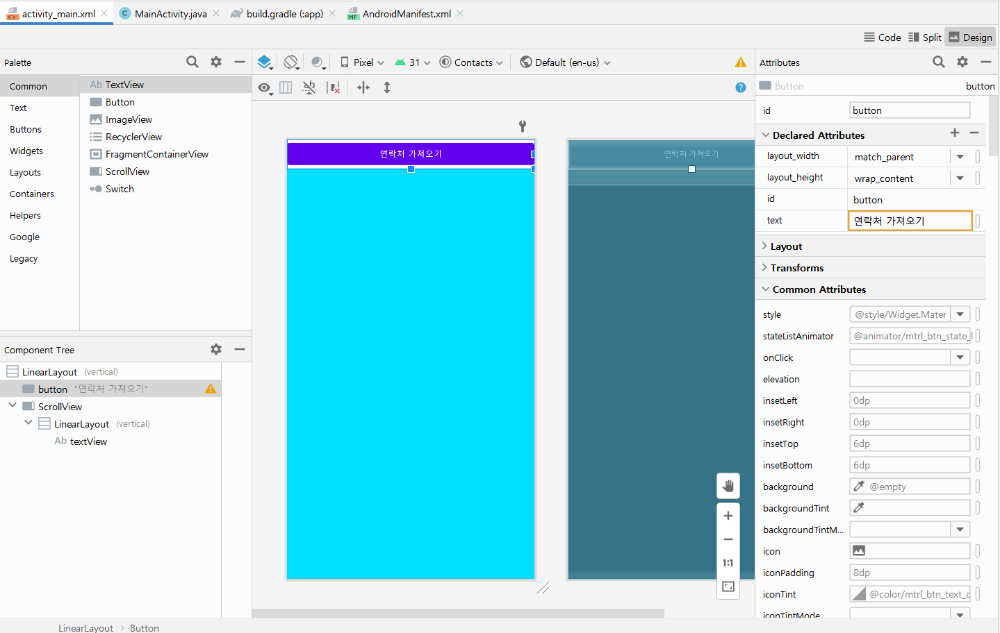 activity_main.xml
MainActivity.java
build.gradle (:app)
AndroidManifest.xml
Code
Split
Design
Palette
Pixel
31
Contacts
Default (en-us)
Attributes
Common
Text
Buttons
Widgets
Layouts
Containers
Helpers
Google
Legacy
Ab TextView
Button
ImageView
RecyclerView
FragmentContainerView
ScrollView
Switch
연락처 가져오기
연락처 가져오기
1:1
Component Tree
LinearLayout (vertical)
button "연락처 가져오기"
ScrollView
LinearLayout (vertical)
Ab textView
Button
button
id button
Declared Attributes
layout_width match_parent
layout_height wrap_content
id button
text 연락처 가져오기
Layout
Transforms
Common Attributes
style @style/Widget.Mater
stateListAnimator @animator/mtrl_btn_state_l
onClick
elevation
insetLeft 0dp
insetRight 0dp
insetTop 6dp
insetBottom 6dp
background @empty
backgroundTint
backgroundTintM...
icon
iconPadding 8dp
iconTint @color/mtrl_btn_text_c
iconTintMode
LinearLayout > Button